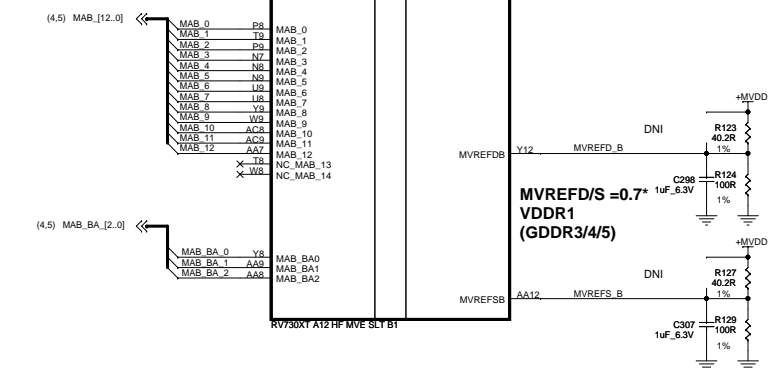 (4,5) MAB_[12..0]
MAB_0 P8 MAB_0
MAB_1 T9 MAB_1
MAB_2 P9 MAB_2
MAB_3 N7 MAB_3
MAB_4 N8 MAB_4
MAB_5 N9 MAB_5
MAB_6 U9 MAB_6
MAB_7 U8 MAB_7
MAB_8 Y9 MAB_8
MAB_9 W9 MAB_9
MAB_10 AC8 MAB_10
MAB_11 AC9 MAB_11
MAB_12 AA7 MAB_12
T8 NC_MAB_13
W8 NC_MAB_14
(4,5) MAB_BA_[2..0]
MAB_BA_0 Y8 MAB_BA0
MAB_BA_1 AA9 MAB_BA1
MAB_BA_2 AA8 MAB_BA2
RV730XT A12 HF MVE SLT B1
MVREFDB Y12 MVREFD_B
DNI
+MVDD
R123
40.2R
1%
C298
1uF_6.3V
R124
100R
1%
MVREFD/S =0.7*
VDDR1
(GDDR3/4/5)
MVREFSB AA12 MVREFS_B
DNI
+MVDD
R127
40.2R
1%
C307
1uF_6.3V
R129
100R
1%